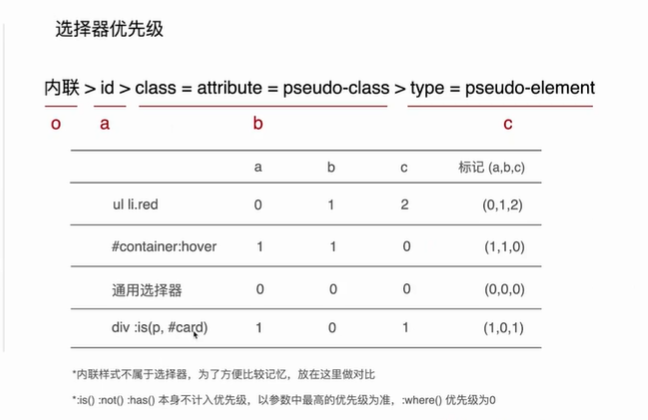 选择器优先级
内联 > id > class = attribute = pseudo-class > type = pseudo-element
o a b c
a b c 标记 (a,b,c)
ul li.red 0 1 2 (0,1,2)
#container:hover 1 1 0 (1,1,0)
通用选择器 0 0 0 (0,0,0)
div :is(p, #card) 1 0 1 (1,0,1)
*内联样式不属于选择器，为了方便比较记忆，放在这里做对比
*:is() :not() :has() 本身不计入优先级，以参数中最高的优先级为准，:where() 优先级为0